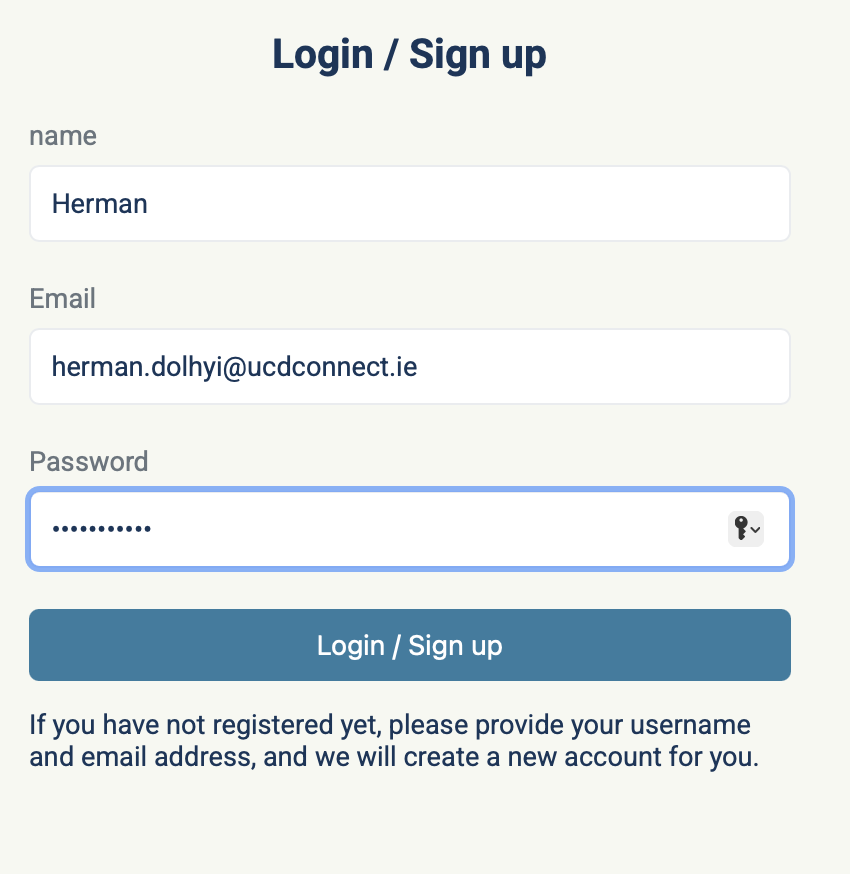 Login / Sign up
name
Herman
Email
herman.dolhyi@ucdconnect.ie
Password
•••••••••••
Login / Sign up
If you have not registered yet, please provide your username
and email address, and we will create a new account for you.